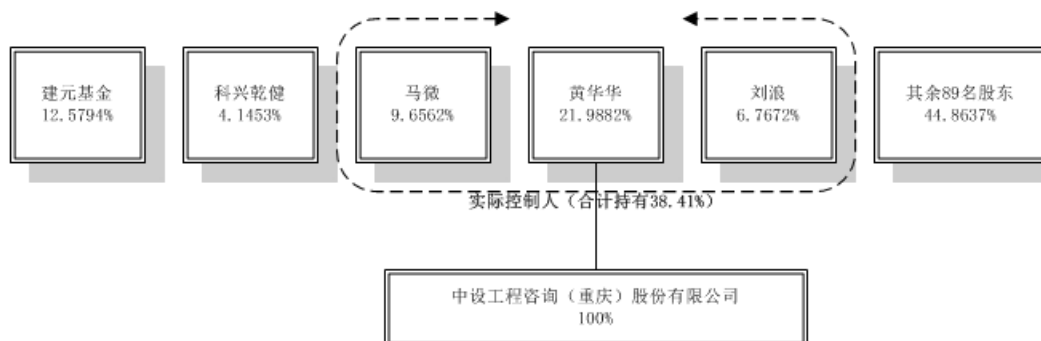 建元基金
12.5794%
科兴乾健
4.1453%
马微
9.6562%
黄华华
21.9882%
刘浪
6.7672%
其余89名股东
44.8637%
实际控制人（合计持有38.41%）
中设工程咨询（重庆）股份有限公司
100%